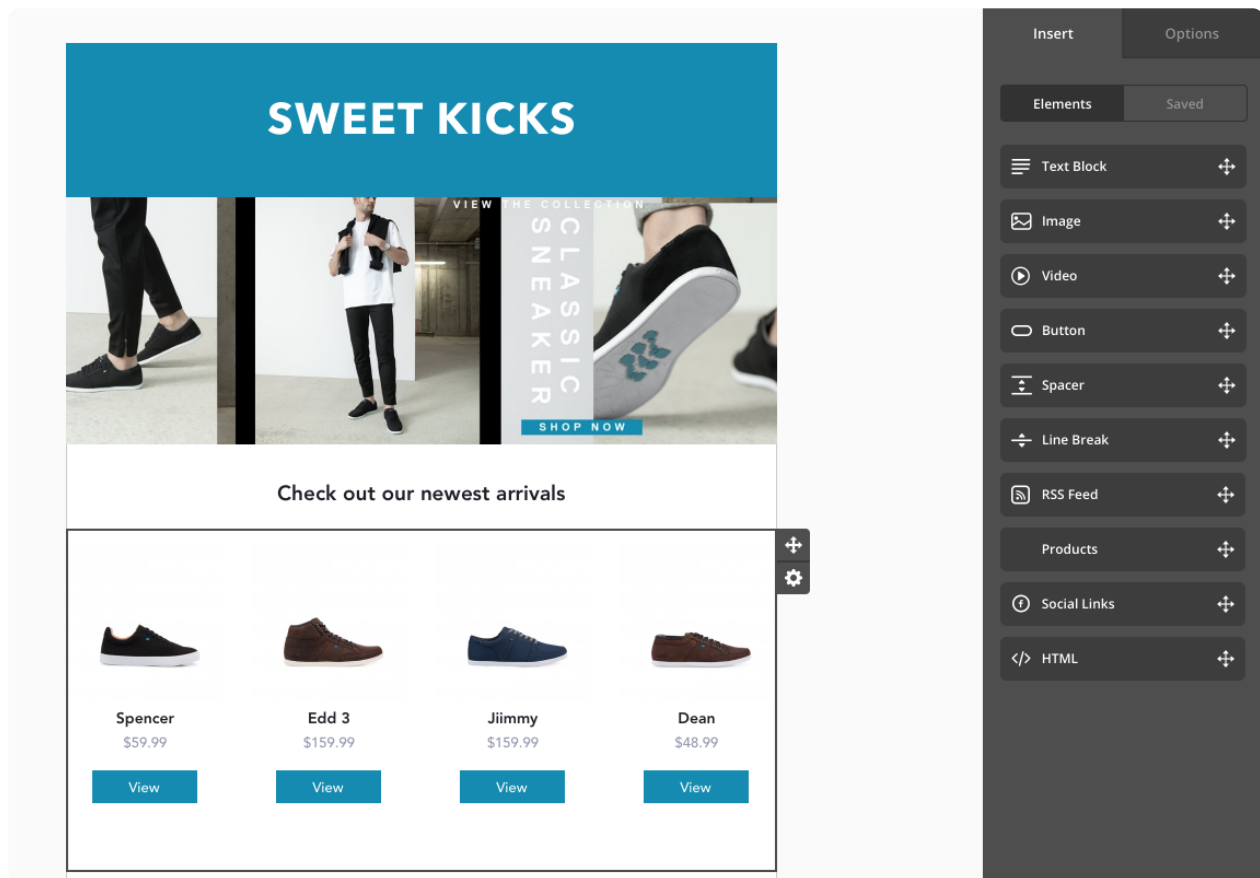 SWEET KICKS
VIEW THE COLLECTION
CLASSIC
SNEAKER
SHOP NOW
Check out our newest arrivals
Spencer
$59.99
View
Edd 3
$159.99
View
Jiimmy
$159.99
View
Dean
$48.99
View
Insert
Options
Elements
Saved
Text Block
Image
Video
Button
Spacer
Line Break
RSS Feed
Products
Social Links
HTML